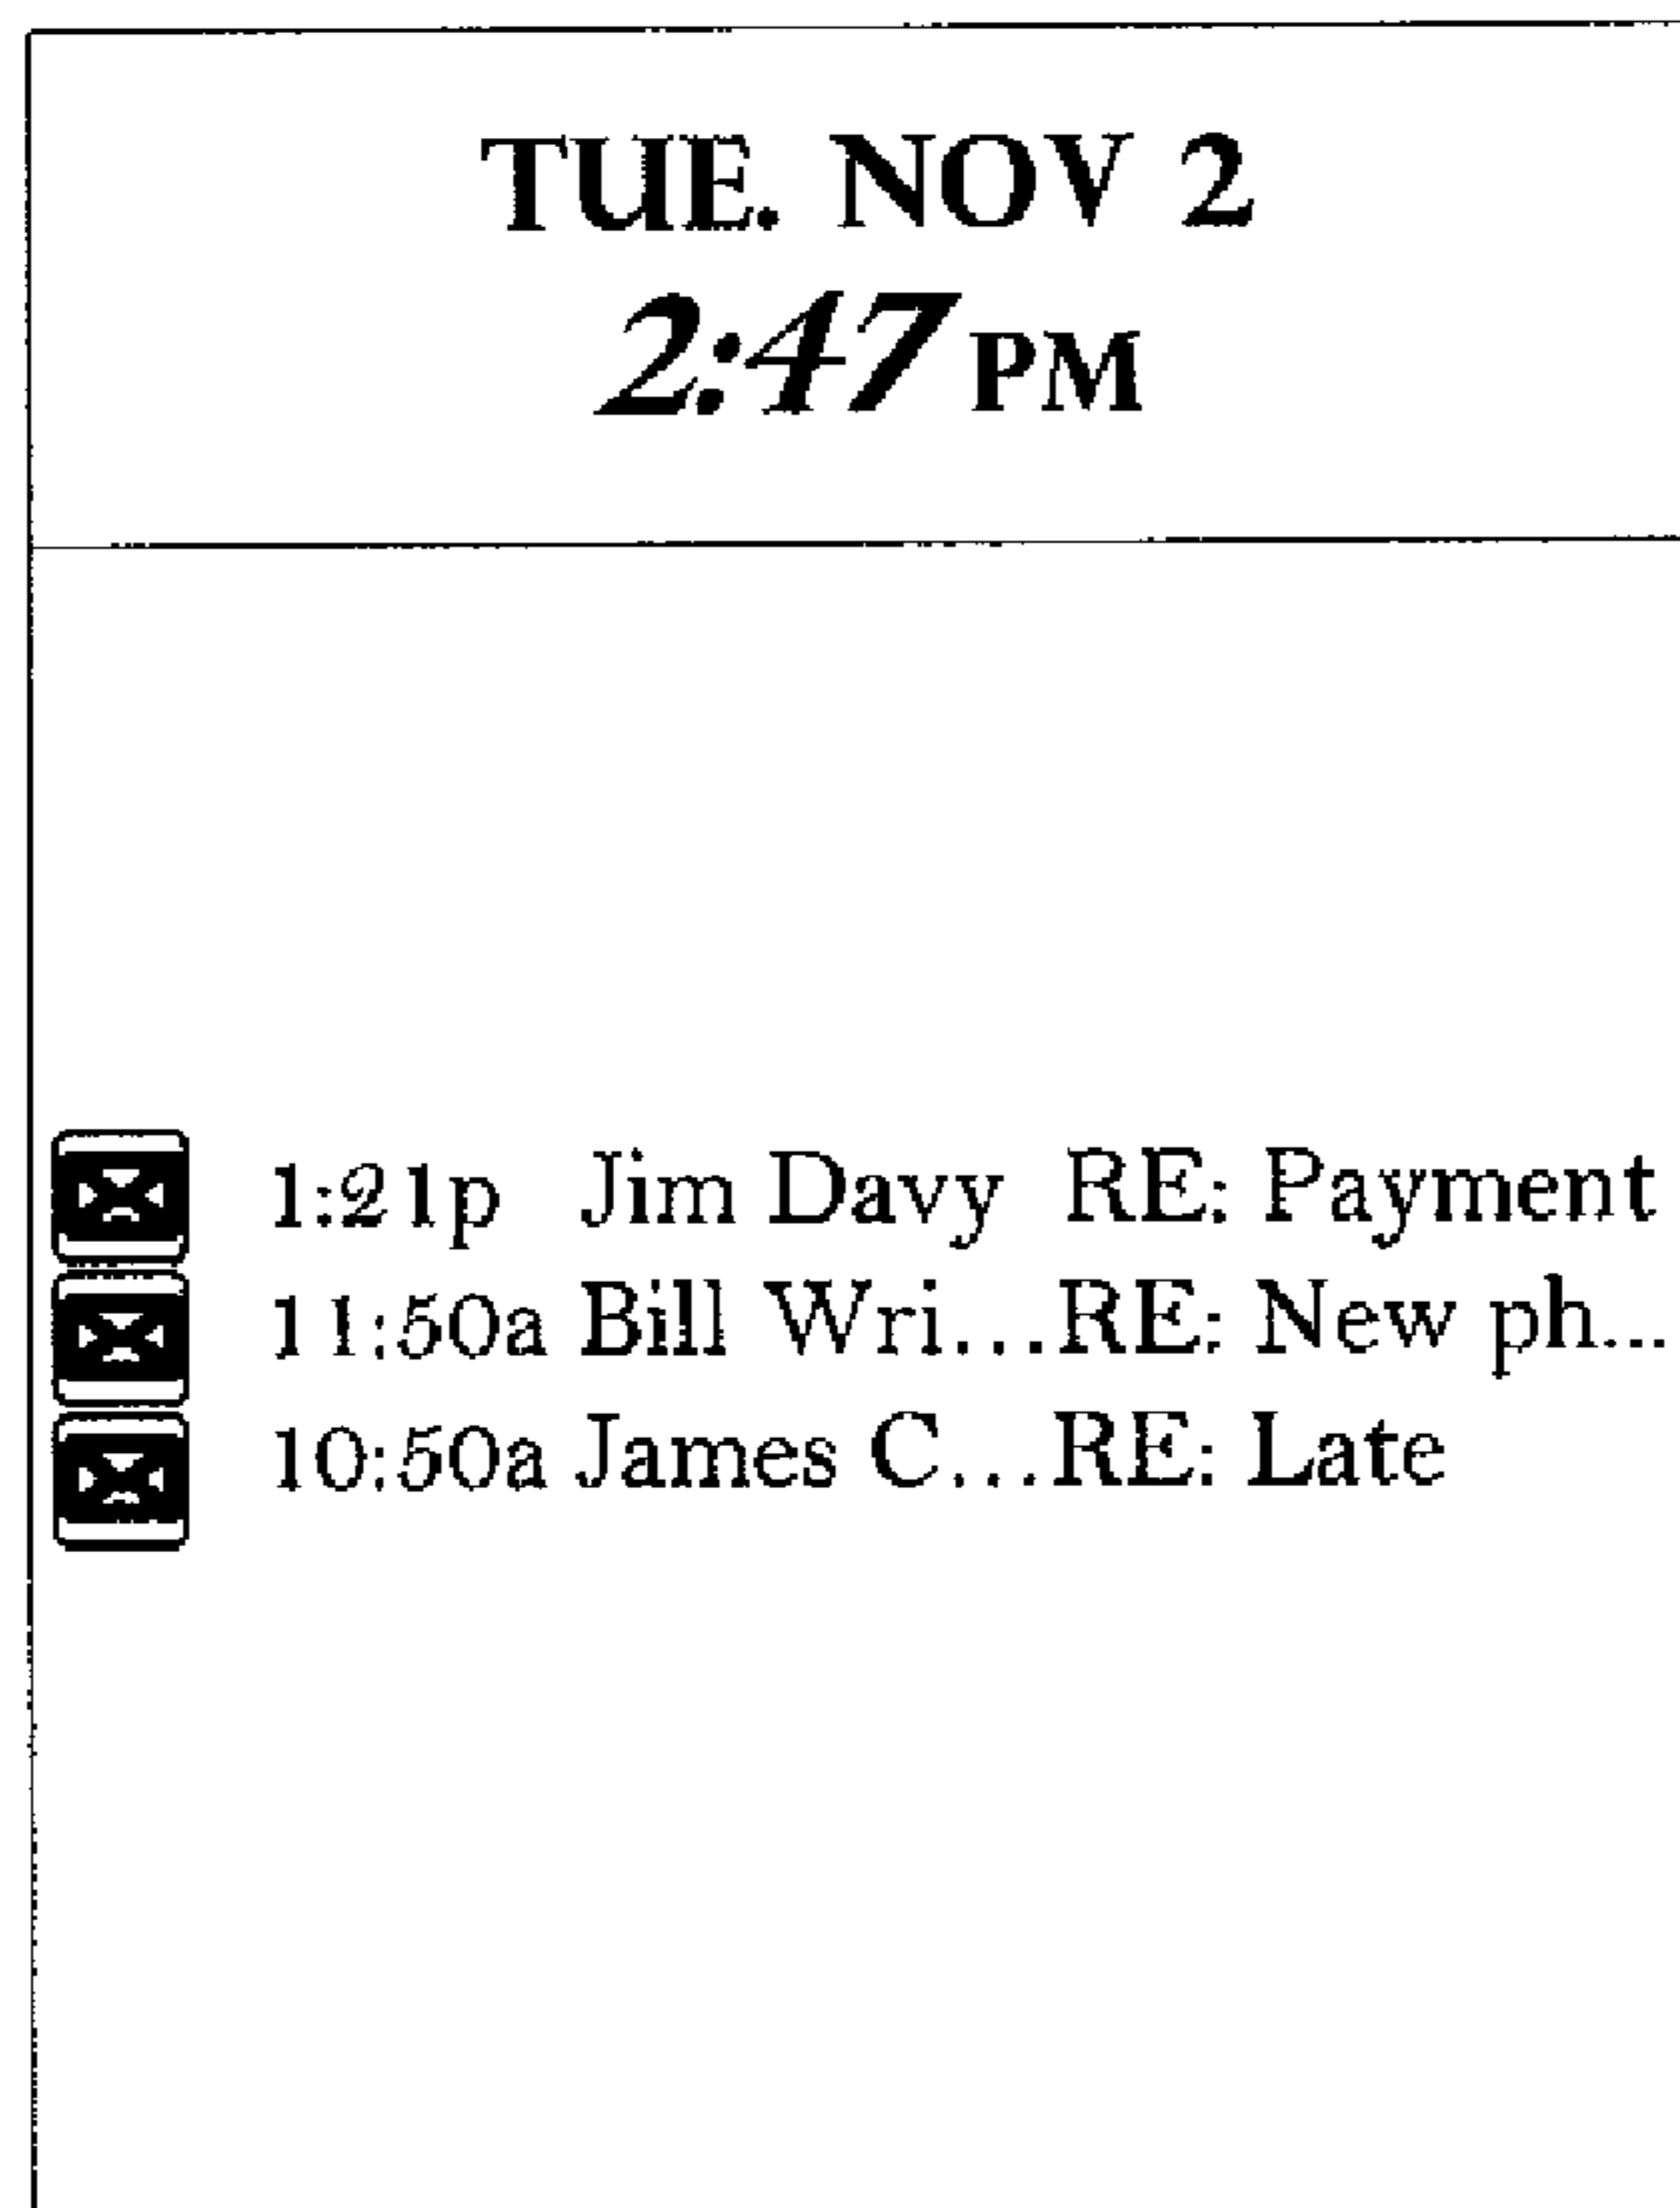 TUE. NOV 2
2:47 PM
1:21p Jim Davy RE: Payment
11:50a Bill Wri...RE: New ph...
10:50a James C...RE: Late